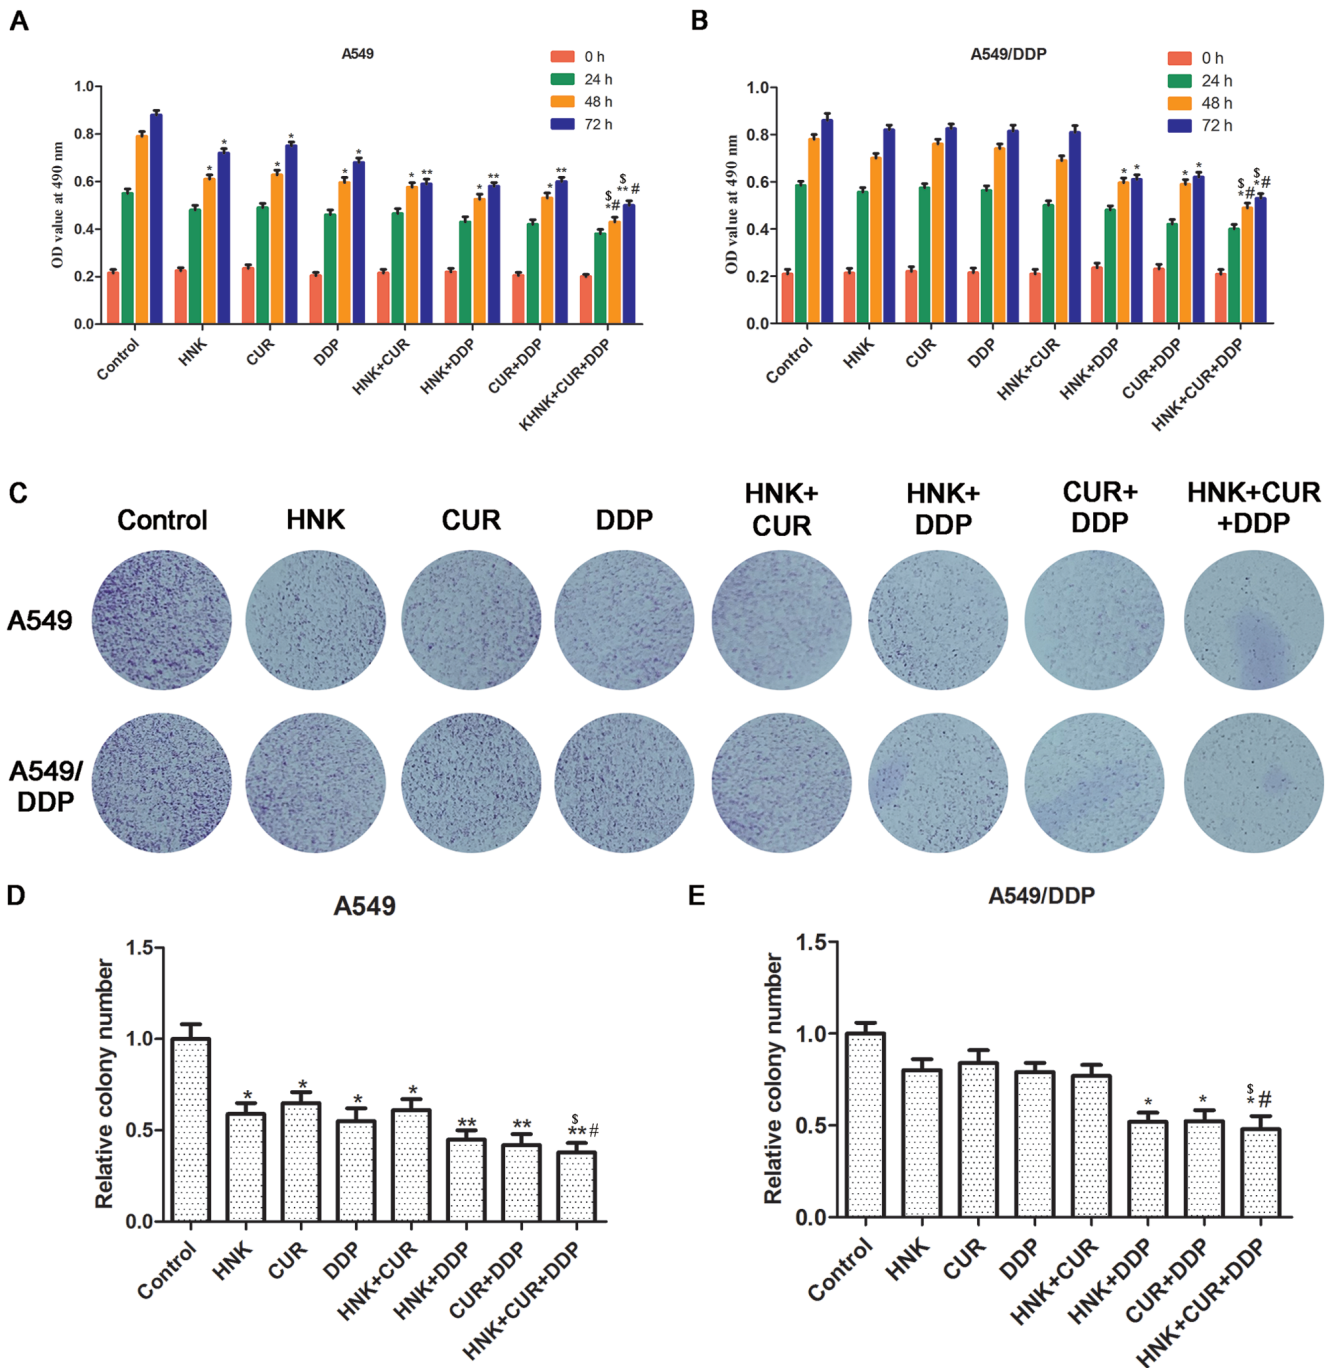 A
A549
0 h
24 h
48 h
72 h
OD value at 490 nm
1.0
0.8
0.6
0.4
0.2
0.0
* *
* *
* *
* **
* **
* **
$ $
*# **#
Control
HNK
CUR
DDP
HNK+CUR
HNK+DDP
CUR+DDP
KHNK+CUR+DDP
B
A549/DDP
0 h
24 h
48 h
72 h
OD value at 490 nm
1.0
0.8
0.6
0.4
0.2
0.0
* *
* *
$ $
*# *#
Control
HNK
CUR
DDP
HNK+CUR
HNK+DDP
CUR+DDP
HNK+CUR+DDP
C
Control
HNK
CUR
DDP
HNK+
CUR
HNK+
DDP
CUR+
DDP
HNK+CUR
+DDP
A549
A549/
DDP
D
A549
Relative colony number
1.5
1.0
0.5
0.0
*
*
*
*
**
**
$
**#
Control
HNK
CUR
DDP
HNK+CUR
HNK+DDP
CUR+DDP
HNK+CUR+DDP
E
A549/DDP
Relative colony number
1.5
1.0
0.5
0.0
*
*
$
*#
Control
HNK
CUR
DDP
HNK+CUR
HNK+DDP
CUR+DDP
HNK+CUR+DDP